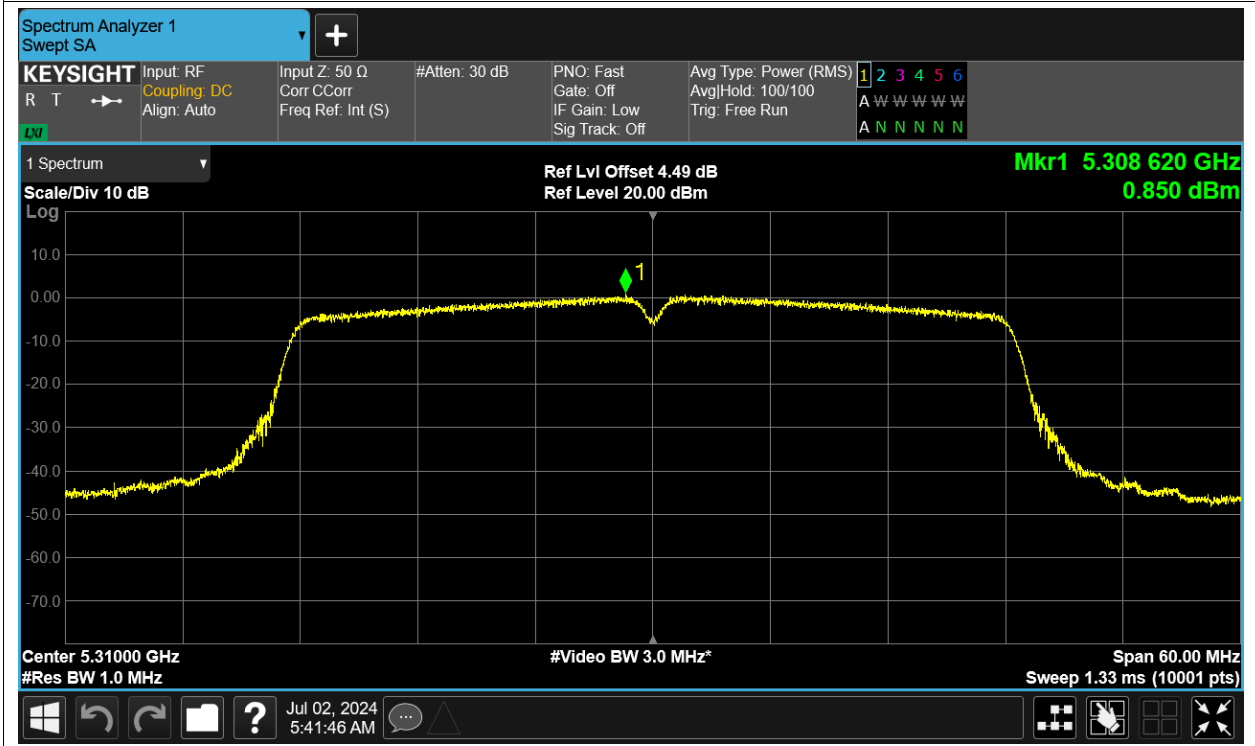 Spectrum Analyzer 1
Swept SA
+
KEYSIGHT
R T
LXI
Input: RF
Coupling: DC
Align: Auto
Input Z: 50 Ω
Corr CCorr
Freq Ref: Int (S)
#Atten: 30 dB
PNO: Fast
Gate: Off
IF Gain: Low
Sig Track: Off
Avg Type: Power (RMS)
Avg|Hold: 100/100
Trig: Free Run
1 2 3 4 5 6
A W W W W W
A N N N N N
1 Spectrum
Scale/Div 10 dB
Log
Ref Lvl Offset 4.49 dB
Ref Level 20.00 dBm
Mkr1 5.308 620 GHz
0.850 dBm
10.0
0.00
-10.0
-20.0
-30.0
-40.0
-50.0
-60.0
-70.0
1
Center 5.31000 GHz
#Res BW 1.0 MHz
#Video BW 3.0 MHz*
Span 60.00 MHz
Sweep 1.33 ms (10001 pts)
?
Jul 02, 2024
5:41:46 AM